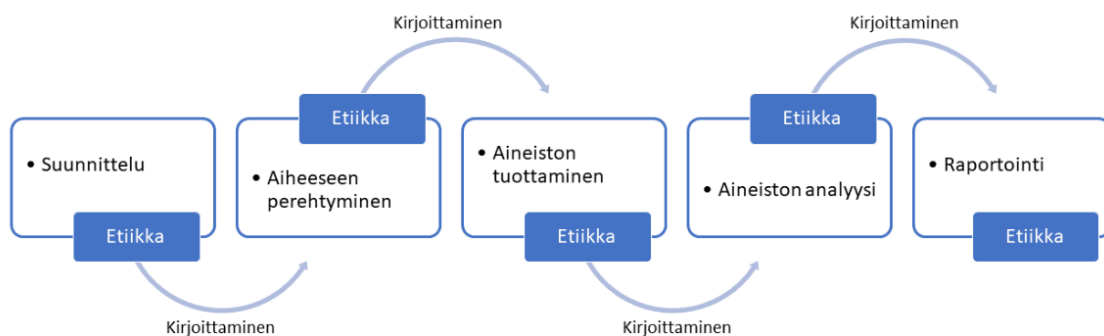 Kirjoittaminen
Kirjoittaminen
Etiikka
Etiikka
• Suunnittelu
• Aiheeseen
perehtyminen
• Aineiston
tuottaminen
• Aineiston analyysi
• Raportointi
Etiikka
Etiikka
Etiikka
Kirjoittaminen
Kirjoittaminen